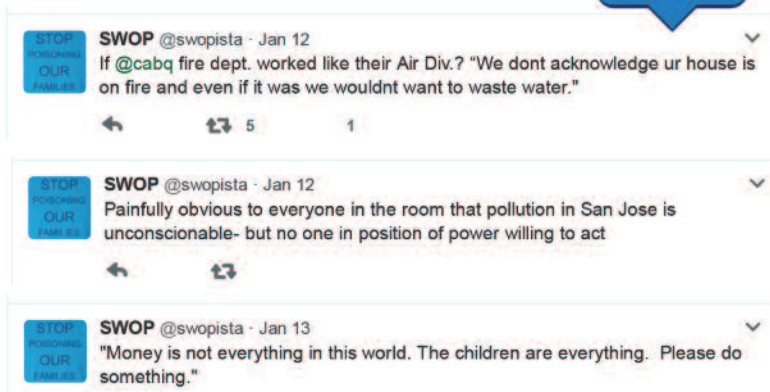 STOP
POISONING
OUR
FAMILIES
SWOP @swopista · Jan 12
If @cabq fire dept. worked like their Air Div.? “We dont acknowledge ur house is
on fire and even if it was we wouldnt want to waste water."
5 1
STOP
POISONING
OUR
FAMILIES
SWOP @swopista · Jan 12
Painfully obvious to everyone in the room that pollution in San Jose is
unconscionable- but no one in position of power willing to act
STOP
POISONING
OUR
FAMILIES
SWOP @swopista · Jan 13
"Money is not everything in this world. The children are everything.  Please do
something."